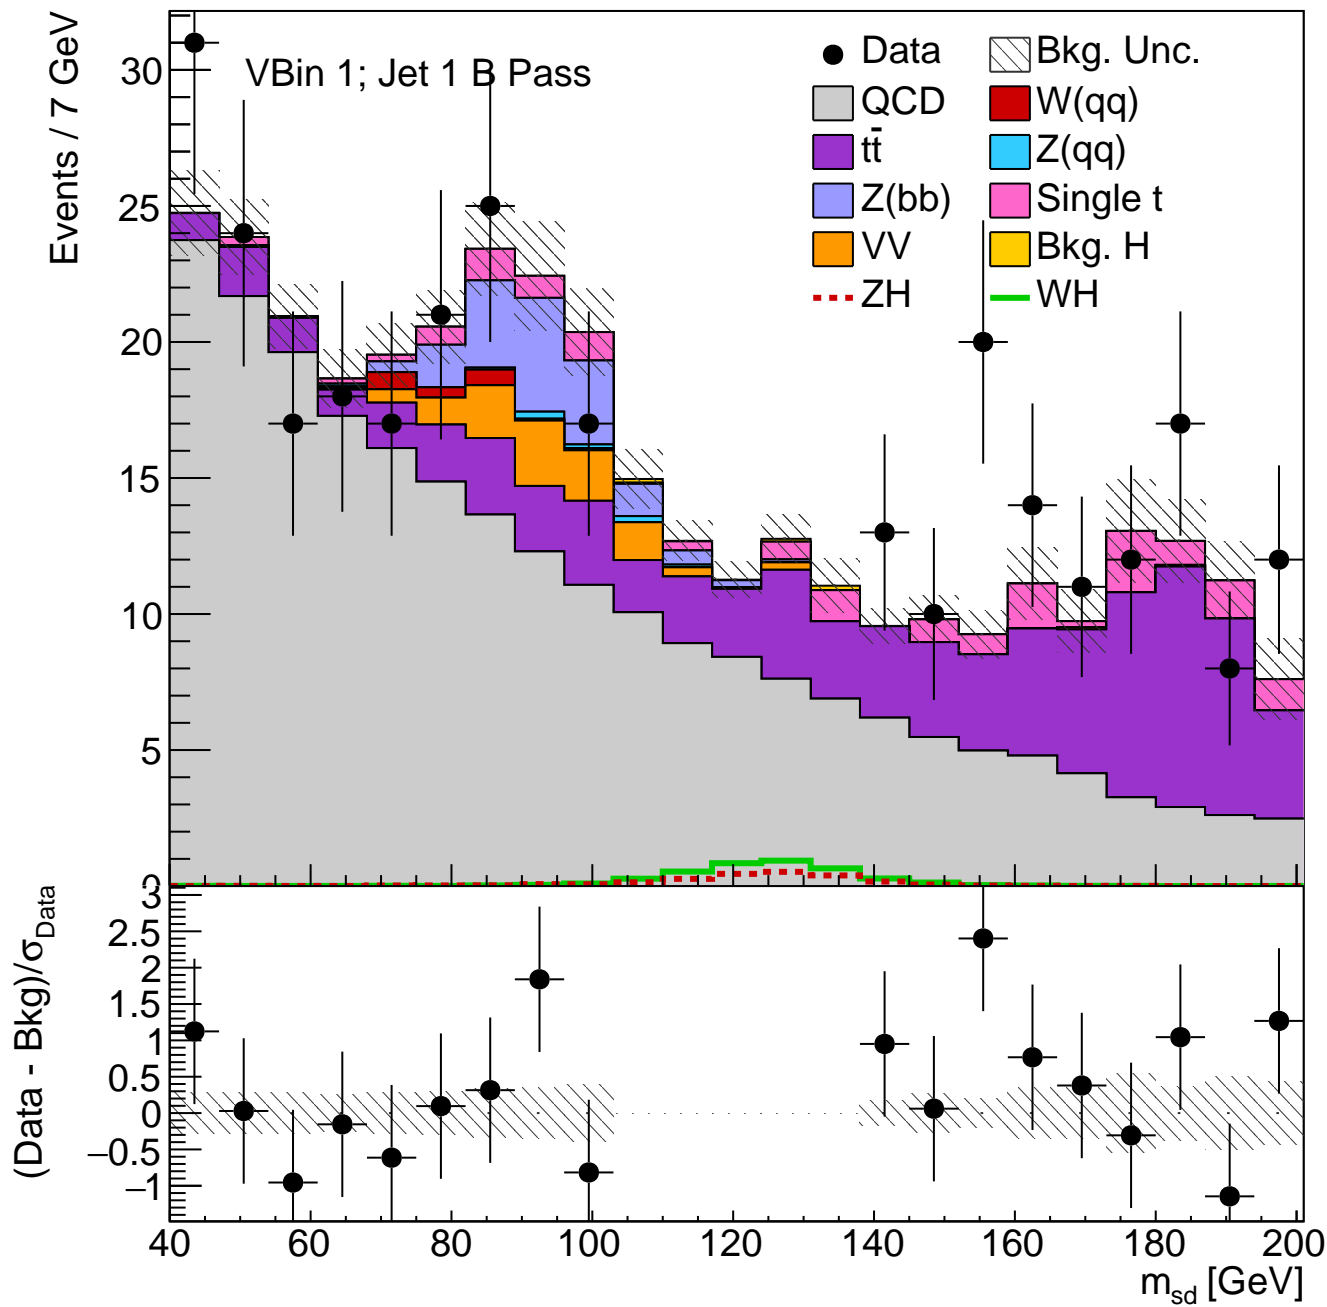 Events / 7 GeV
VBin 1; Jet 1 B Pass
Data
Bkg. Unc.
QCD
W(qq)
tt̄
Z(qq)
Z(bb)
Single t
VV
Bkg. H
ZH
WH
30
25
20
15
10
5
0
(Data - Bkg)/σ_Data
3
2.5
2
1.5
1
0.5
0
−0.5
−1
40 60 80 100 120 140 160 180 200
m_sd [GeV]